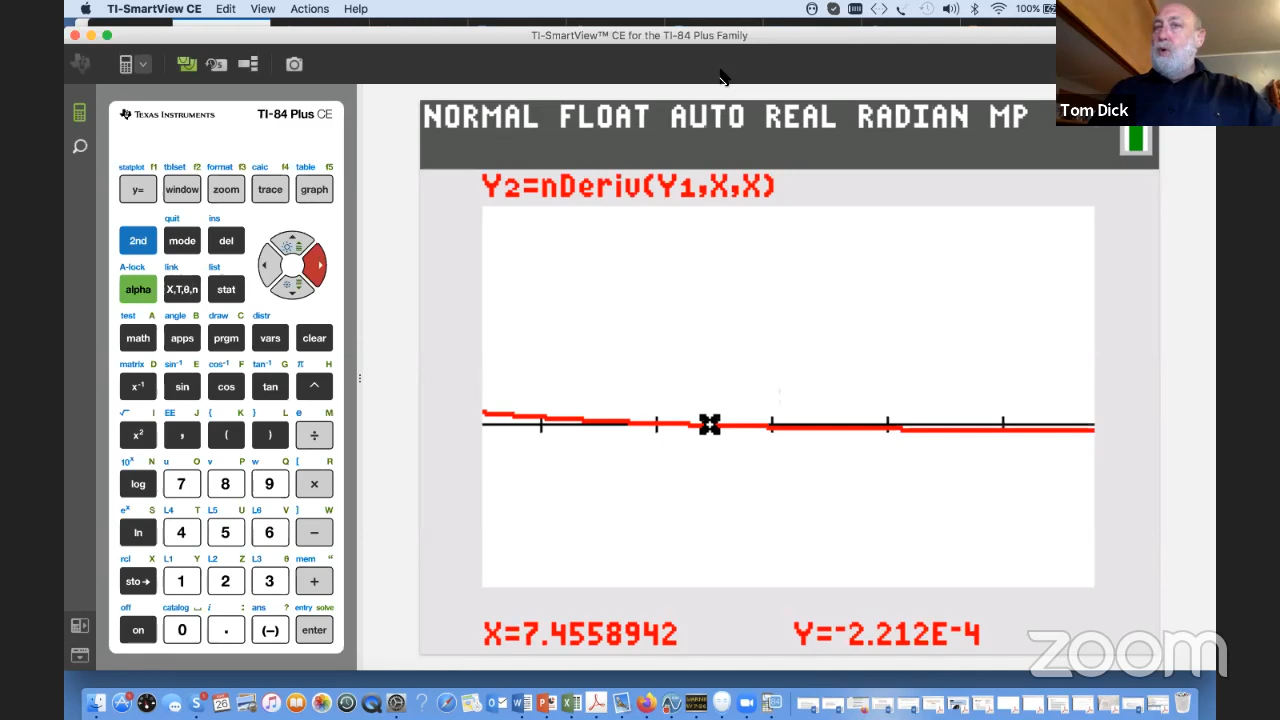 TI-SmartView CE Edit View Actions Help
100%
TI-SmartView™ CE for the TI-84 Plus Family
Tom Dick
TEXAS INSTRUMENTS TI-84 Plus CE
statplot f1 tblset f2 format f3 calc f4 table f5
y= window zoom trace graph
quit ins
2nd mode del
A-lock link list
alpha X,T,θ,n stat
test A angle B draw C distr
math apps prgm vars clear
matrix D sin⁻¹ E cos⁻¹ F tan⁻¹ G π H
x⁻¹ sin cos tan ^
√ I EE J { K } L e M
x² , ( ) ÷
10ˣ N u O v P w Q [ R
log 7 8 9 ×
eˣ S L4 T L5 U L6 V ] W
ln 4 5 6 −
rcl X L1 Y L2 Z L3 θ mem “
sto→ 1 2 3 +
off catalog ⎵ i : ans ? entry solve
on 0 . (−) enter
NORMAL FLOAT AUTO REAL RADIAN MP
Y2=nDeriv(Y1,X,X)
X=7.4558942 Y=-2.212E-4
zoom